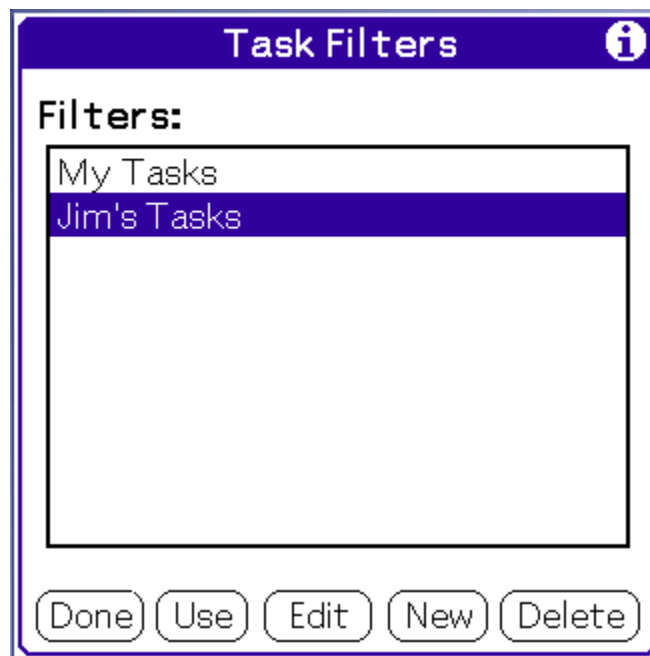 Task Filters
Filters:
My Tasks
Jim's Tasks
Done Use Edit New Delete